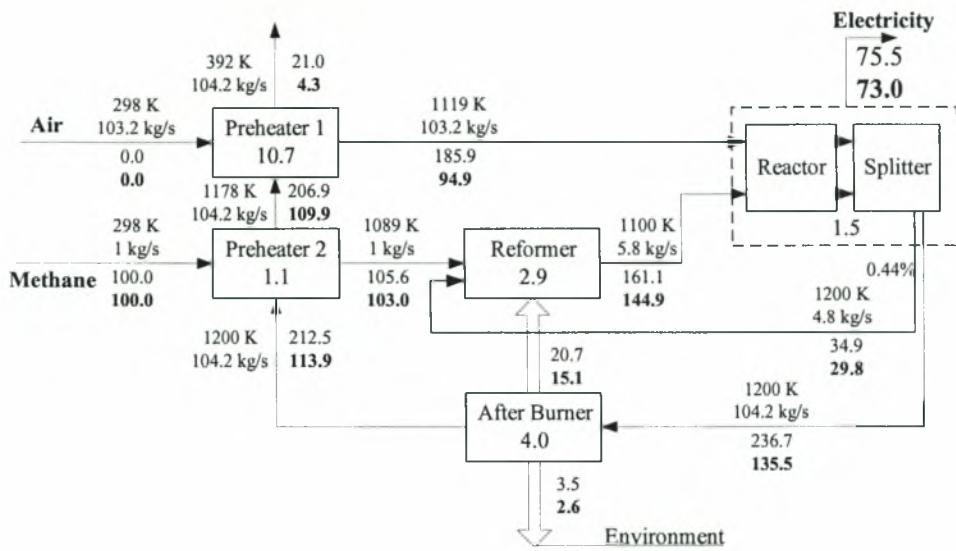 Electricity
75.5
73.0
392 K
21.0
104.2 kg/s
4.3
298 K
103.2 kg/s
Air
0.0
0.0
Preheater 1
10.7
1119 K
103.2 kg/s
185.9
94.9
Reactor
Splitter
1.5
1178 K
206.9
104.2 kg/s
109.9
298 K
1 kg/s
Methane
100.0
100.0
Preheater 2
1.1
1089 K
1 kg/s
105.6
103.0
Reformer
2.9
1100 K
5.8 kg/s
161.1
144.9
0.44%
1200 K
4.8 kg/s
34.9
29.8
1200 K
212.5
104.2 kg/s
113.9
20.7
15.1
After Burner
4.0
1200 K
104.2 kg/s
236.7
135.5
3.5
2.6
Environment